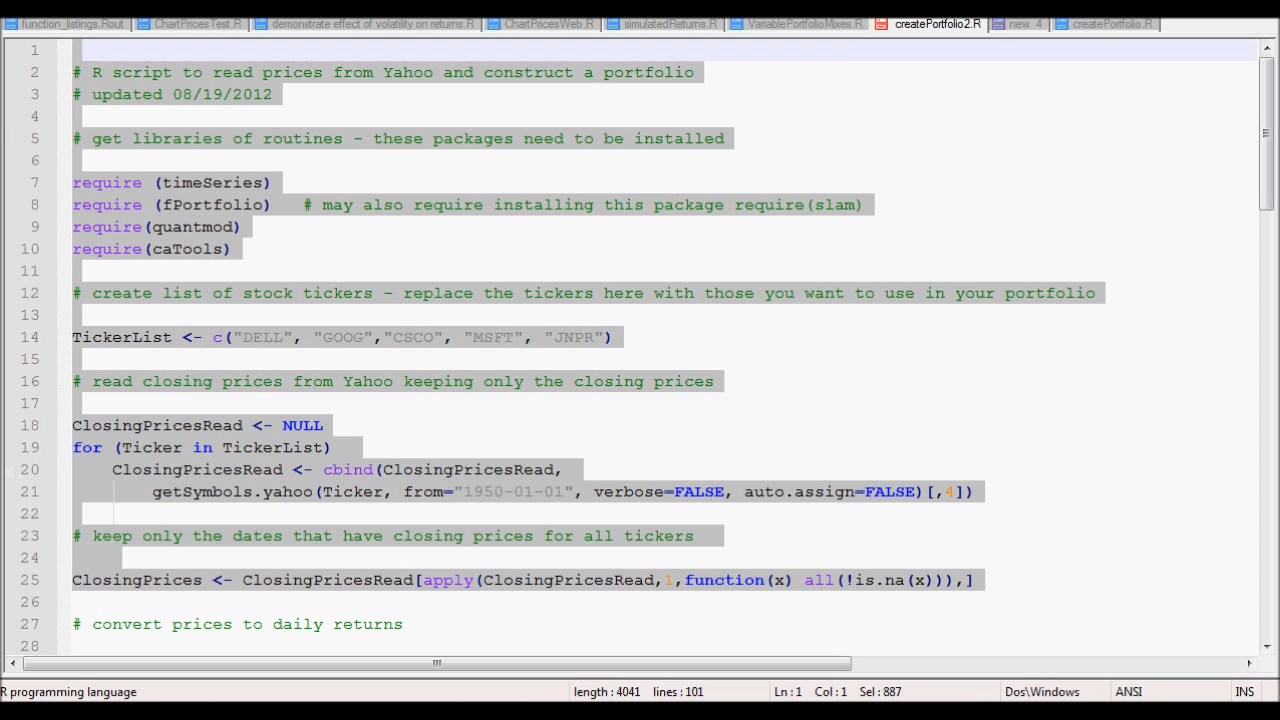 function_listings.Rout ChartPricesTest.R demonstrate effect of volatility on returns.R ChartPricesWeb.R simulatedReturns.R VariablePortfolioMixes.R createPortfolio2.R new 4 createPortfolio.R
1
2 # R script to read prices from Yahoo and construct a portfolio
3 # updated 08/19/2012
4
5 # get libraries of routines - these packages need to be installed
6
7 require (timeSeries)
8 require (fPortfolio)   # may also require installing this package require(slam)
9 require(quantmod)
10 require(caTools)
11
12 # create list of stock tickers - replace the tickers here with those you want to use in your portfolio
13
14 TickerList <- c("DELL", "GOOG","CSCO", "MSFT", "JNPR")
15
16 # read closing prices from Yahoo keeping only the closing prices
17
18 ClosingPricesRead <- NULL
19 for (Ticker in TickerList)
20     ClosingPricesRead <- cbind(ClosingPricesRead,
21         getSymbols.yahoo(Ticker, from="1950-01-01", verbose=FALSE, auto.assign=FALSE)[,4])
22
23 # keep only the dates that have closing prices for all tickers
24
25 ClosingPrices <- ClosingPricesRead[apply(ClosingPricesRead,1,function(x) all(!is.na(x))),]
26
27 # convert prices to daily returns
28
R programming language length : 4041 lines : 101 Ln : 1 Col : 1 Sel : 887 Dos\Windows ANSI INS